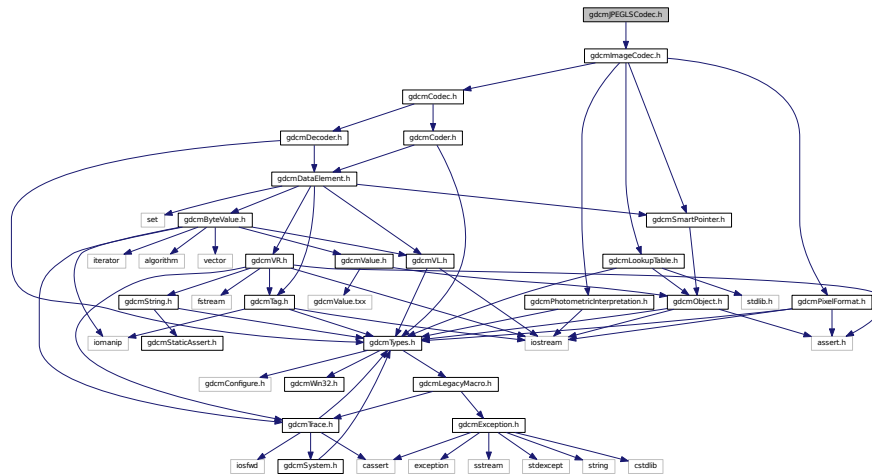 gdcmJPEGLSCodec.h
gdcmImageCodec.h
gdcmCodec.h
gdcmDecoder.h
gdcmCoder.h
gdcmDataElement.h
set
gdcmByteValue.h
gdcmSmartPointer.h
iterator
algorithm
vector
gdcmVR.h
gdcmValue.h
gdcmVL.h
gdcmLookupTable.h
gdcmString.h
fstream
gdcmTag.h
gdcmValue.txx
gdcmPhotometricInterpretation.h
gdcmObject.h
stdlib.h
gdcmPixelFormat.h
iomanip
gdcmStaticAssert.h
gdcmTypes.h
iostream
assert.h
gdcmConfigure.h
gdcmWin32.h
gdcmLegacyMacro.h
gdcmTrace.h
gdcmException.h
iosfwd
gdcmSystem.h
cassert
exception
sstream
stdexcept
string
cstdlib